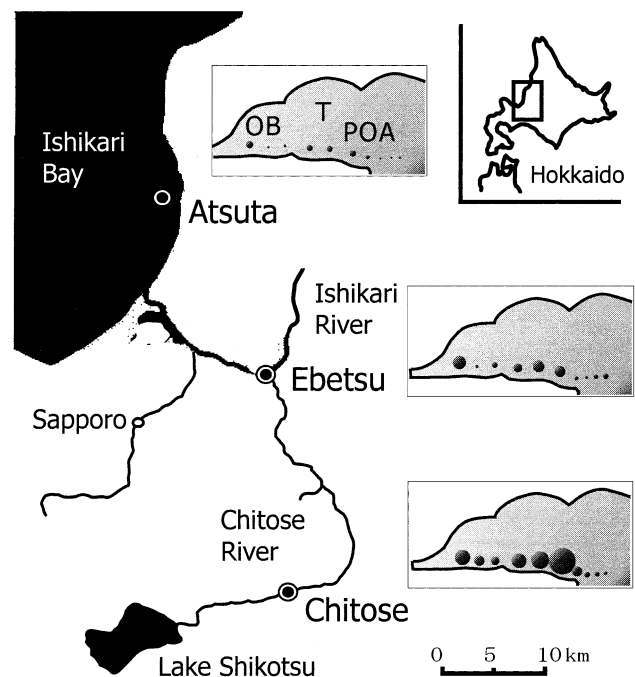 OB
T
POA
Ishikari
Bay
Hokkaido
Atsuta
Ishikari
River
Ebetsu
Sapporo
Chitose
River
Chitose
Lake Shikotsu
0 5 10 km